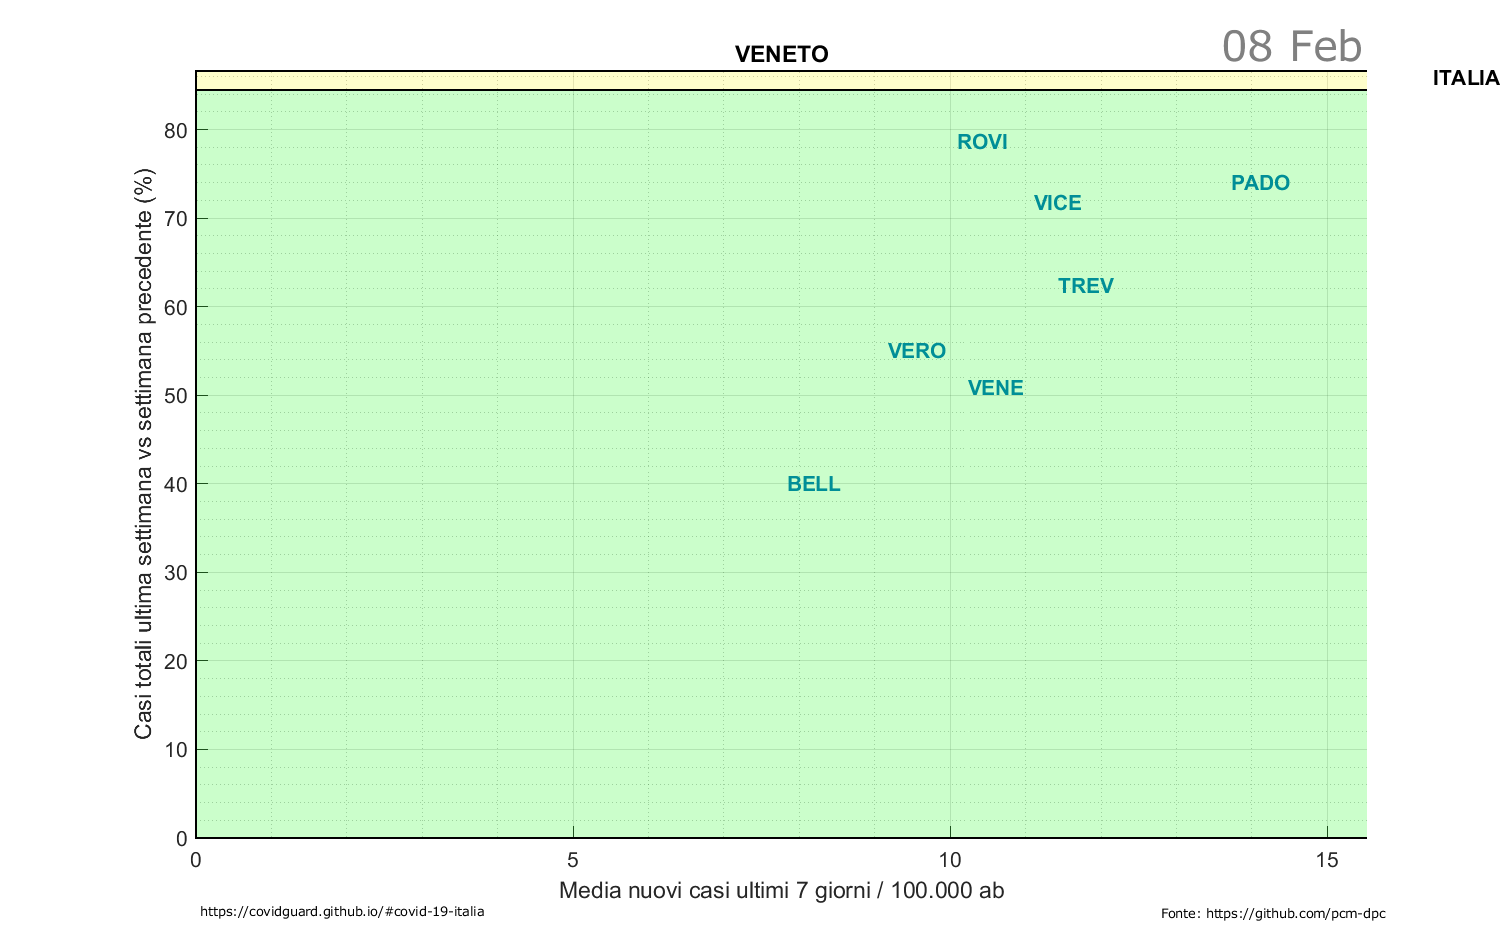 VENETO
08 Feb
ITALIA
80
70
60
50
40
30
20
10
0
Casi totali ultima settimana vs settimana precedente (%)
ROVI
PADO
VICE
TREV
VERO
VENE
BELL
0
5
10
15
Media nuovi casi ultimi 7 giorni / 100.000 ab
https://covidguard.github.io/#covid-19-italia
Fonte: https://github.com/pcm-dpc